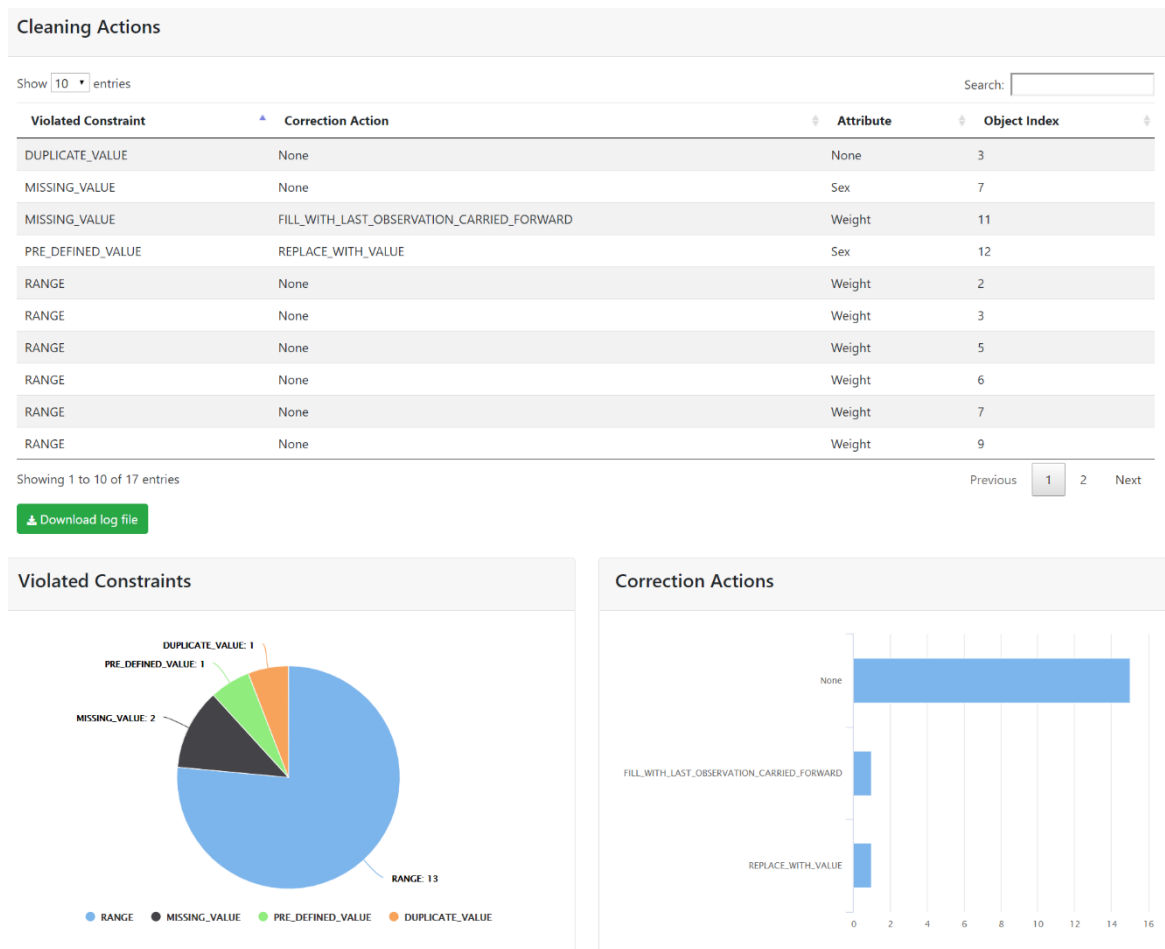 Cleaning Actions
Show 10 entries Search:
Violated Constraint Correction Action Attribute Object Index
DUPLICATE_VALUE None None 3
MISSING_VALUE None Sex 7
MISSING_VALUE FILL_WITH_LAST_OBSERVATION_CARRIED_FORWARD Weight 11
PRE_DEFINED_VALUE REPLACE_WITH_VALUE Sex 12
RANGE None Weight 2
RANGE None Weight 3
RANGE None Weight 5
RANGE None Weight 6
RANGE None Weight 7
RANGE None Weight 9
Showing 1 to 10 of 17 entries Previous 1 2 Next
Download log file
Violated Constraints
DUPLICATE_VALUE: 1
PRE_DEFINED_VALUE: 1
MISSING_VALUE: 2
RANGE: 13
RANGE MISSING_VALUE PRE_DEFINED_VALUE DUPLICATE_VALUE
Correction Actions
None
FILL_WITH_LAST_OBSERVATION_CARRIED_FORWARD
REPLACE_WITH_VALUE
0 2 4 6 8 10 12 14 16